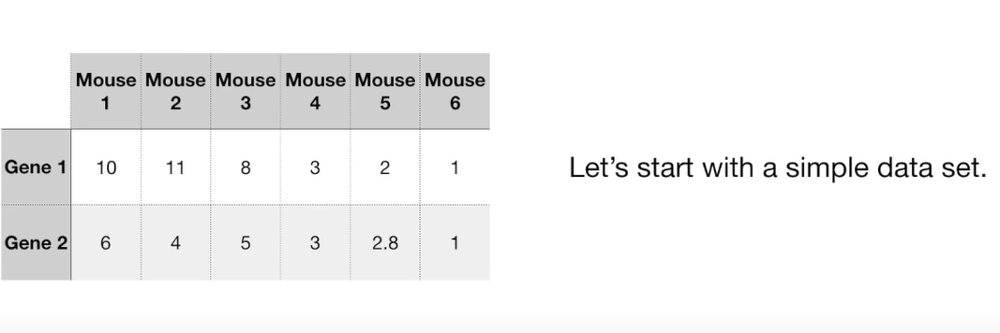 Mouse 1 Mouse 2 Mouse 3 Mouse 4 Mouse 5 Mouse 6
Gene 1 10 11 8 3 2 1
Let’s start with a simple data set.
Gene 2 6 4 5 3 2.8 1